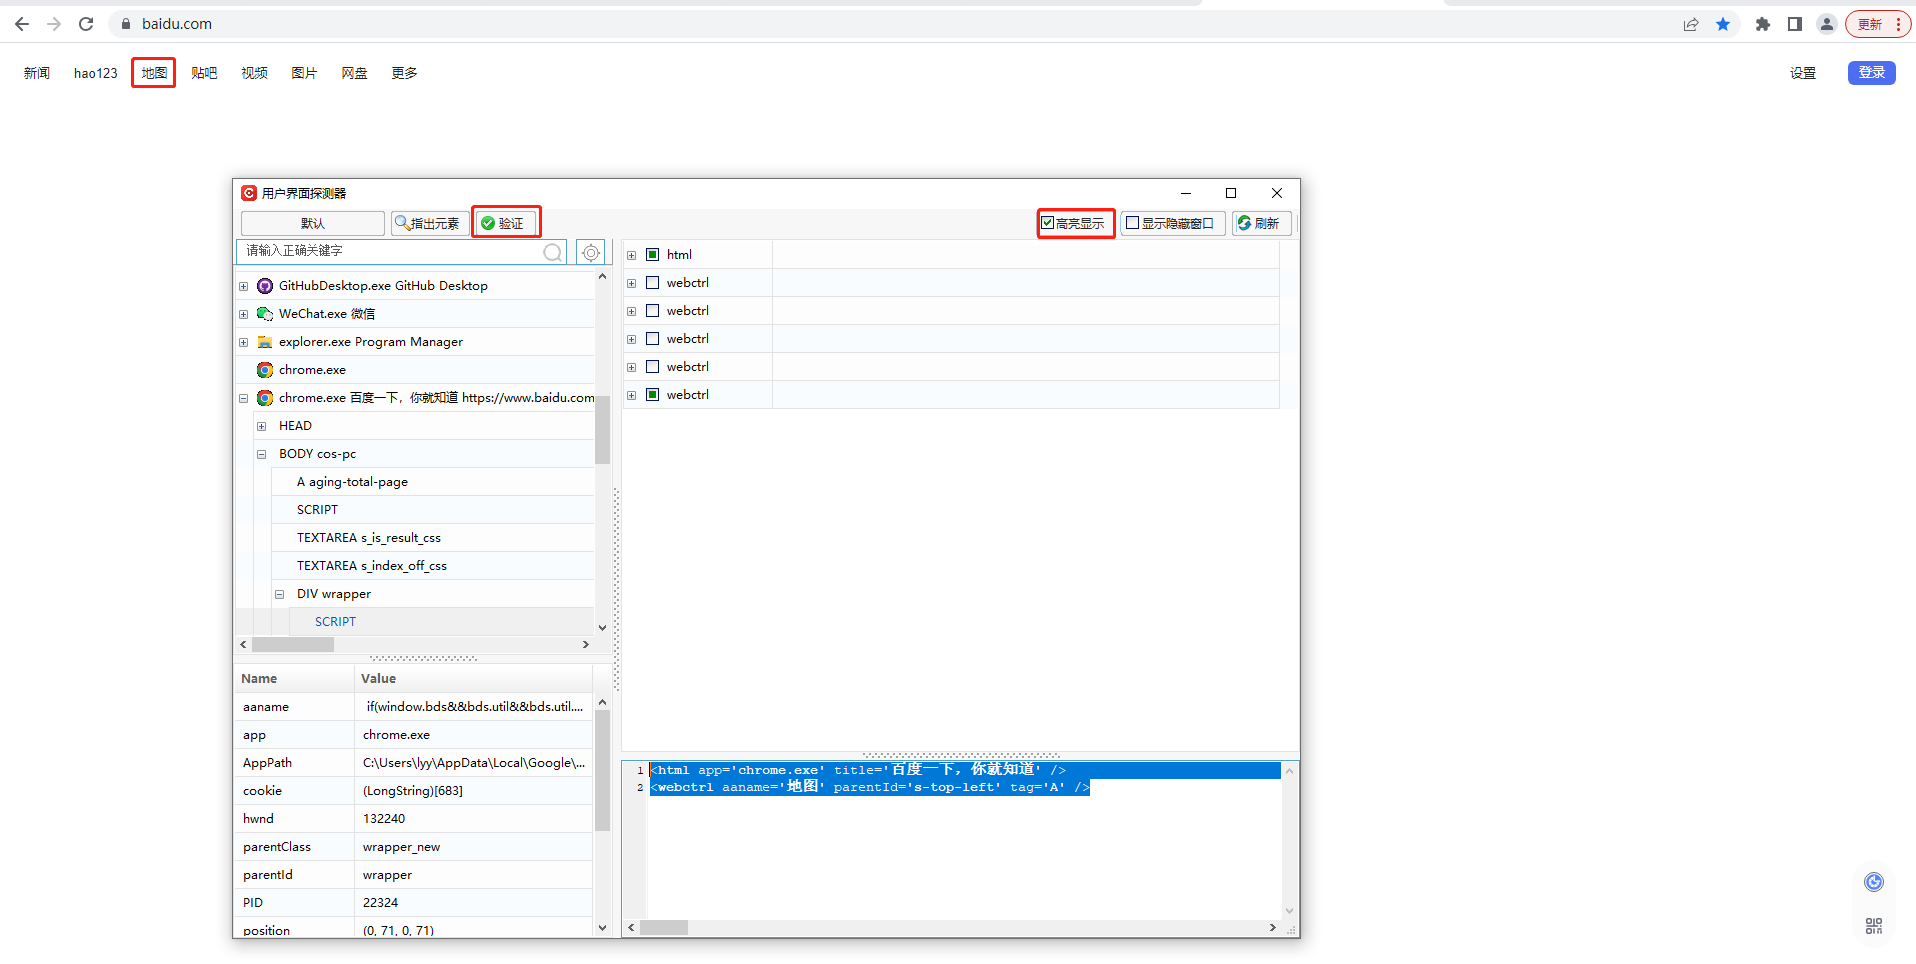 baidu.com
更新
新闻 hao123 地图 贴吧 视频 图片 网盘 更多 设置 登录
用户界面探测器
默认 指出元素 验证 高亮显示 显示隐藏窗口 刷新
请输入正确关键字
GitHubDesktop.exe GitHub Desktop
WeChat.exe 微信
explorer.exe Program Manager
chrome.exe
chrome.exe 百度一下，你就知道 https://www.baidu.com
HEAD
BODY cos-pc
A aging-total-page
SCRIPT
TEXTAREA s_is_result_css
TEXTAREA s_index_off_css
DIV wrapper
SCRIPT
html
webctrl
webctrl
webctrl
webctrl
webctrl
Name Value
aaname if(window.bds&&bds.util&&bds.util....
app chrome.exe
AppPath C:\Users\lyy\AppData\Local\Google\...
cookie (LongString)[683]
hwnd 132240
parentClass wrapper_new
parentId wrapper
PID 22324
position (0, 71, 0, 71)
1 <html app='chrome.exe' title='百度一下，你就知道' />
2 <webctrl aaname='地图' parentId='s-top-left' tag='A' />